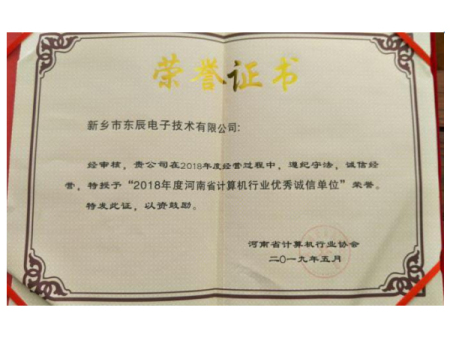 荣誉证书
新乡市东辰电子技术有限公司:
经审核，贵公司在2018年度经营过程中，遵纪守法，诚信经
营，特授予“2018年度河南省计算机行业优秀诚信单位”荣誉。
特发此证，以资鼓励。
河南省计算机行业协会
二〇一九年五月